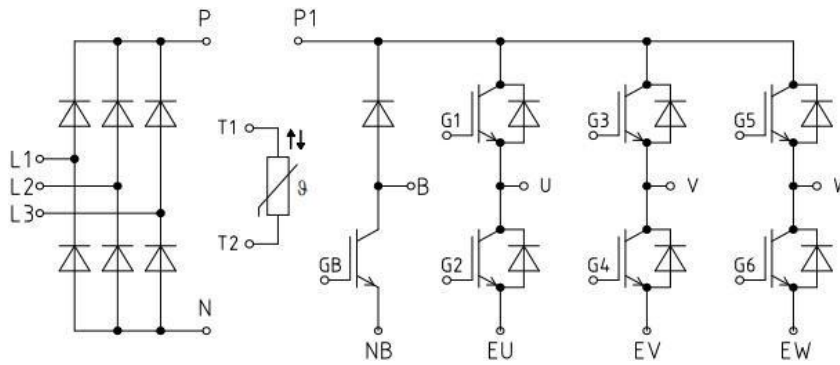 P P1
T1 G1 G3 G5
L1
L2 B U V
L3 ϑ
T2
GB G2 G4 G6
N
NB EU EV EW